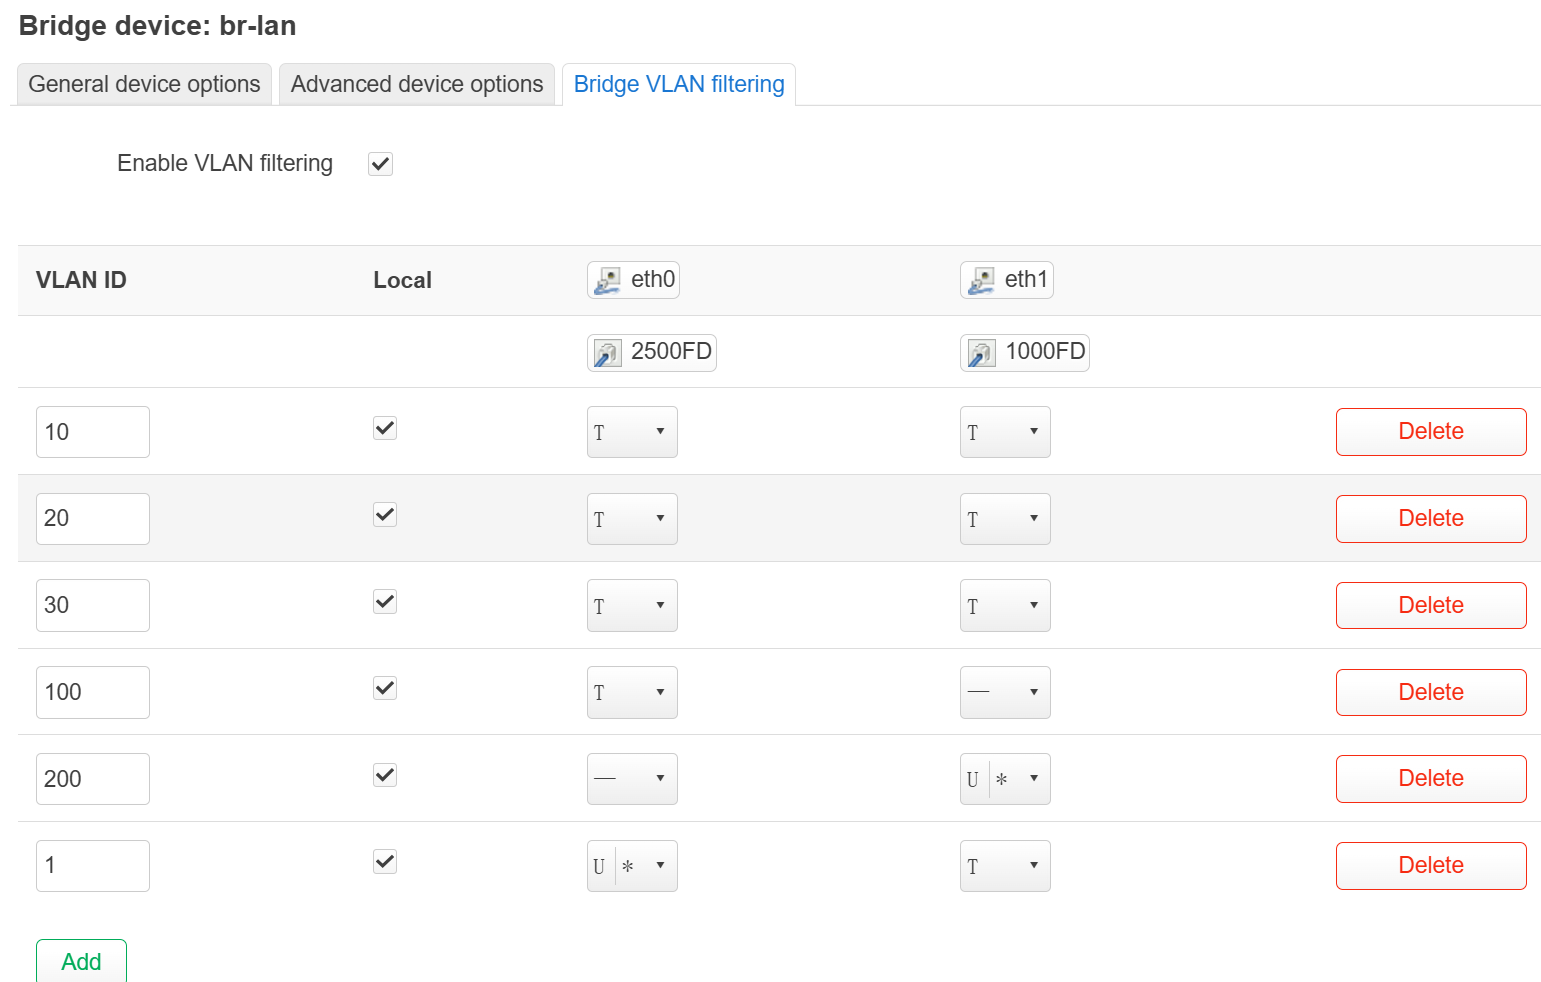 Bridge device: br-lan
General device options Advanced device options Bridge VLAN filtering
Enable VLAN filtering
VLAN ID Local eth0 eth1
2500FD 1000FD
10 T T Delete
20 T T Delete
30 T T Delete
100 T — Delete
200 — U * Delete
1 U * T Delete
Add